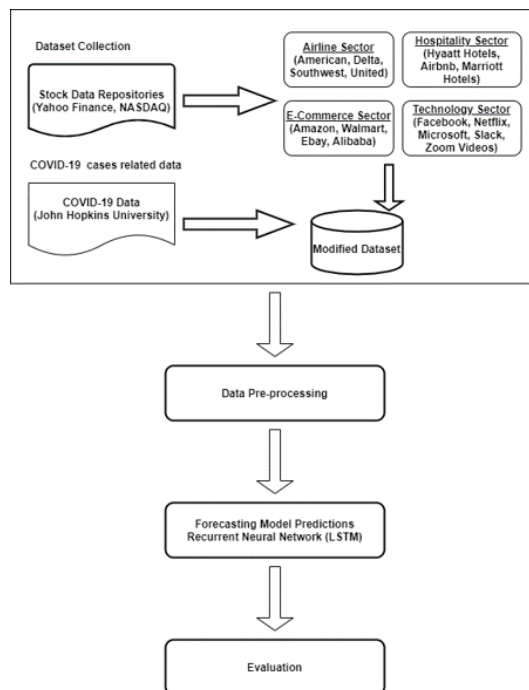 Dataset Collection
Stock Data Repositories
(Yahoo Finance, NASDAQ)
Airline Sector
(American, Delta,
Southwest, United)
Hospitality Sector
(Hyaatt Hotels,
Airbnb, Marriott
Hotels)
E-Commerce Sector
(Amazon, Walmart,
Ebay, Alibaba)
Technology Sector
(Facebook, Netflix,
Microsoft, Slack,
Zoom Videos)
COVID-19 cases related data
COVID-19 Data
(John Hopkins University)
Modified Dataset
Data Pre-processing
Forecasting Model Predictions
Recurrent Neural Network (LSTM)
Evaluation